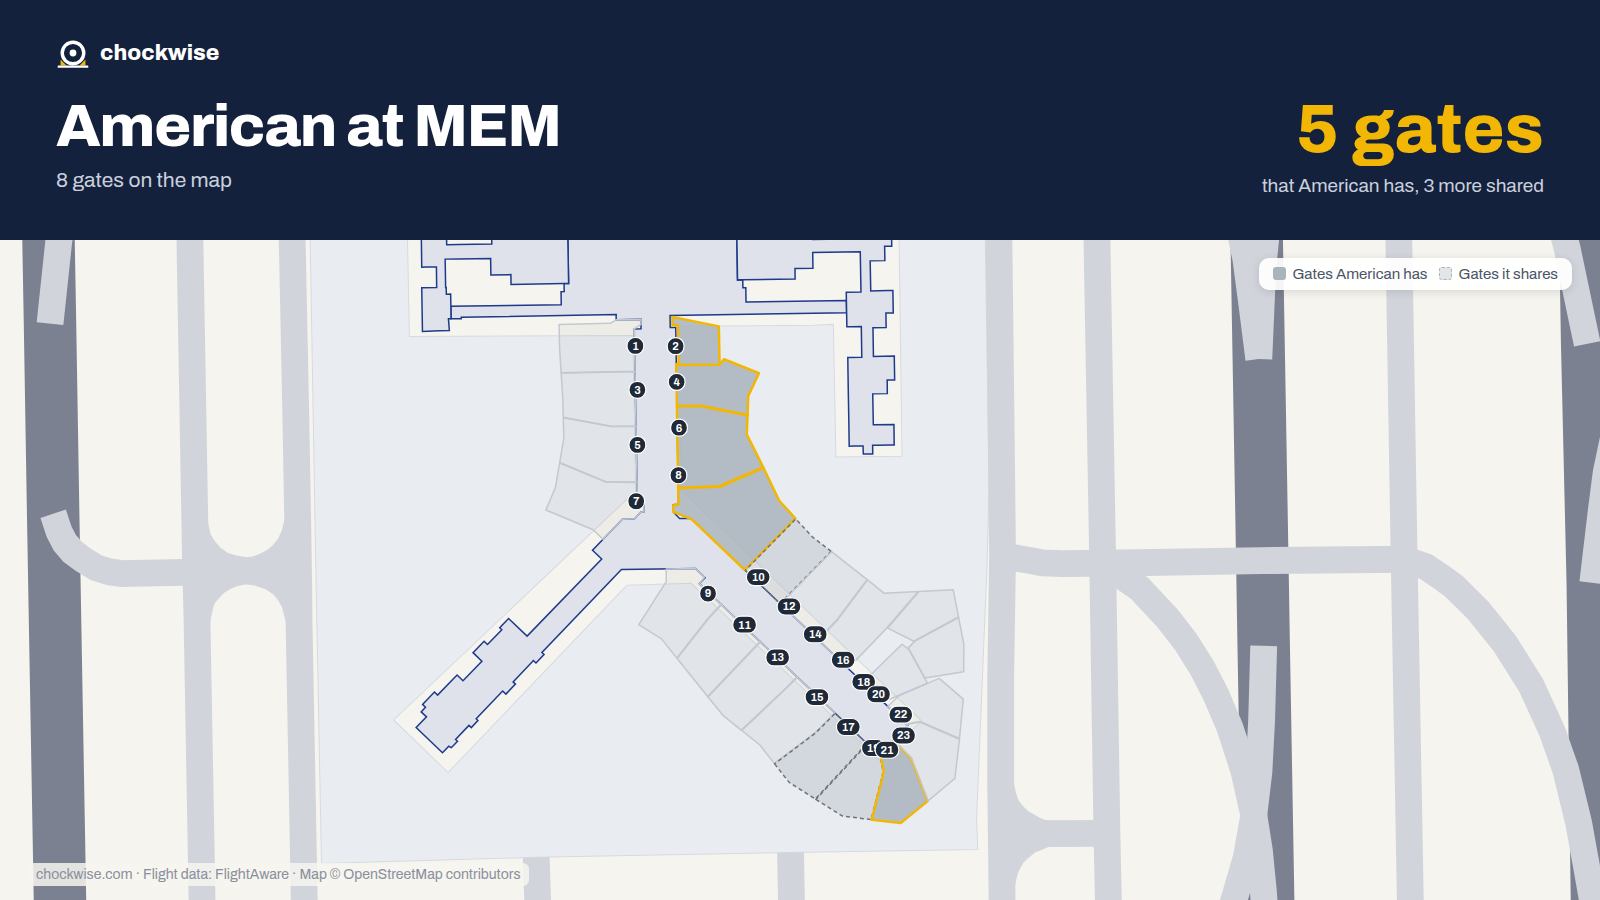 chockwise
American at MEM
8 gates on the map
5 gates
that American has, 3 more shared
Gates American has
Gates it shares
1
2
3
4
5
6
7
8
9
10
11
12
13
14
15
16
17
18
20
21
22
23
chockwise.com · Flight data: FlightAware · Map © OpenStreetMap contributors